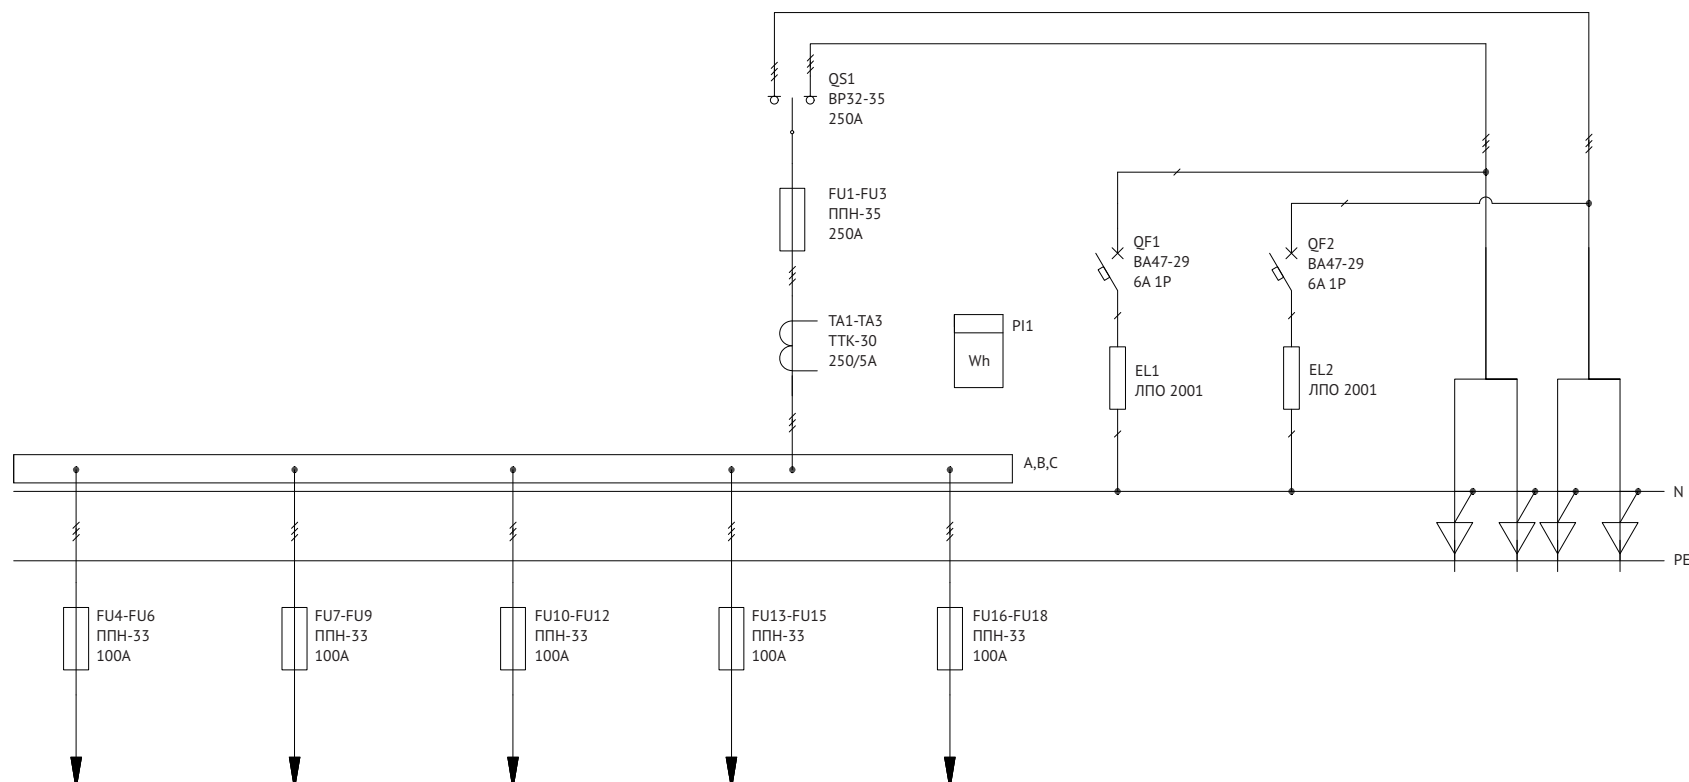 QS1
ВР32-35
250А
FU1-FU3
ППН-35
250А
QF1
ВА47-29
6А 1Р
QF2
ВА47-29
6А 1Р
ТА1-ТА3
ТТК-30
250/5А
PI1
Wh
EL1
ЛПО 2001
EL2
ЛПО 2001
A,B,C
N
PE
FU4-FU6
ППН-33
100А
FU7-FU9
ППН-33
100А
FU10-FU12
ППН-33
100А
FU13-FU15
ППН-33
100А
FU16-FU18
ППН-33
100А